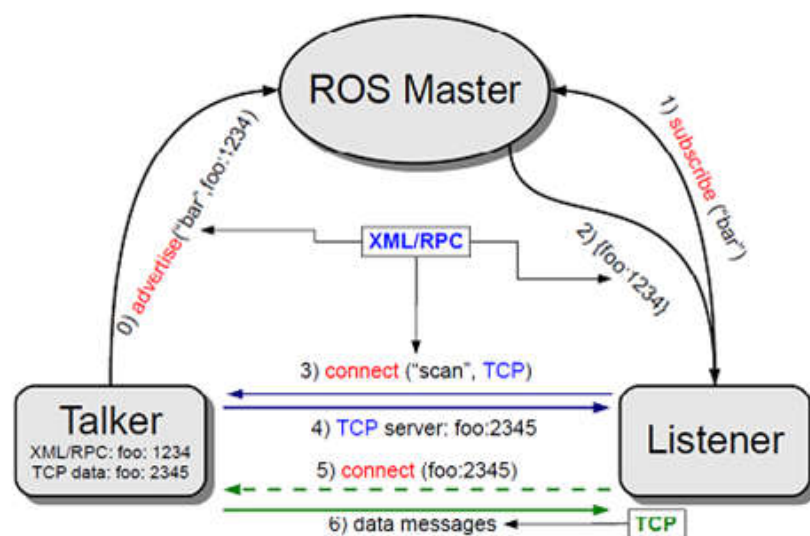 ROS Master
0) advertise("bar",foo:1234)
1) subscribe ("bar")
XML/RPC
2) {foo:1234}
3) connect ("scan", TCP)
Talker
XML/RPC: foo: 1234
TCP data: foo: 2345
4) TCP server: foo:2345
Listener
5) connect (foo:2345)
6) data messages
TCP